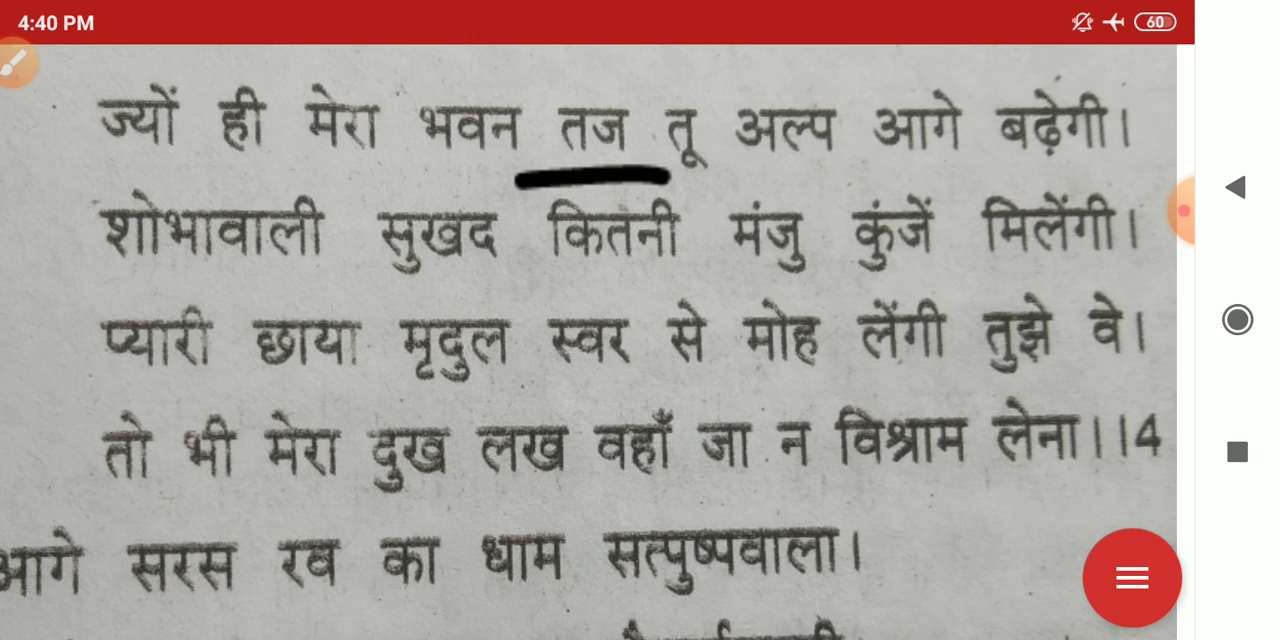 4:40 PM
60
ज्यों ही मेरा भवन तज तू अल्प आगे बढ़ेगी।
शोभावाली सुखद कितनी मंजु कुंजें मिलेंगी।
प्यारी छाया मृदुल स्वर से मोह लेंगी तुझे वे।
तो भी मेरा दुख लख वहाँ जा न विश्राम लेना।।4
आगे सरस रव का धाम सत्पुष्पवाला।